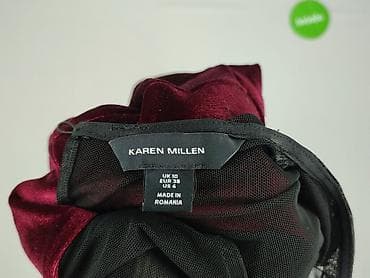 KAREN MILLEN
UK 10
EUR 38
US 6
MADE IN
ROMANIA